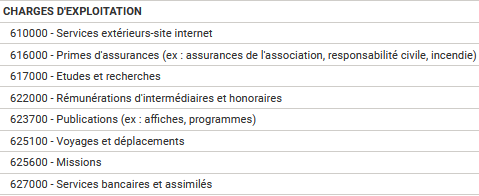 CHARGES D'EXPLOITATION
610000 - Services extérieurs-site internet
616000 - Primes d'assurances (ex : assurances de l'association, responsabilité civile, incendie)
617000 - Etudes et recherches
622000 - Rémunérations d'intermédiaires et honoraires
623700 - Publications (ex : affiches, programmes)
625100 - Voyages et déplacements
625600 - Missions
627000 - Services bancaires et assimilés